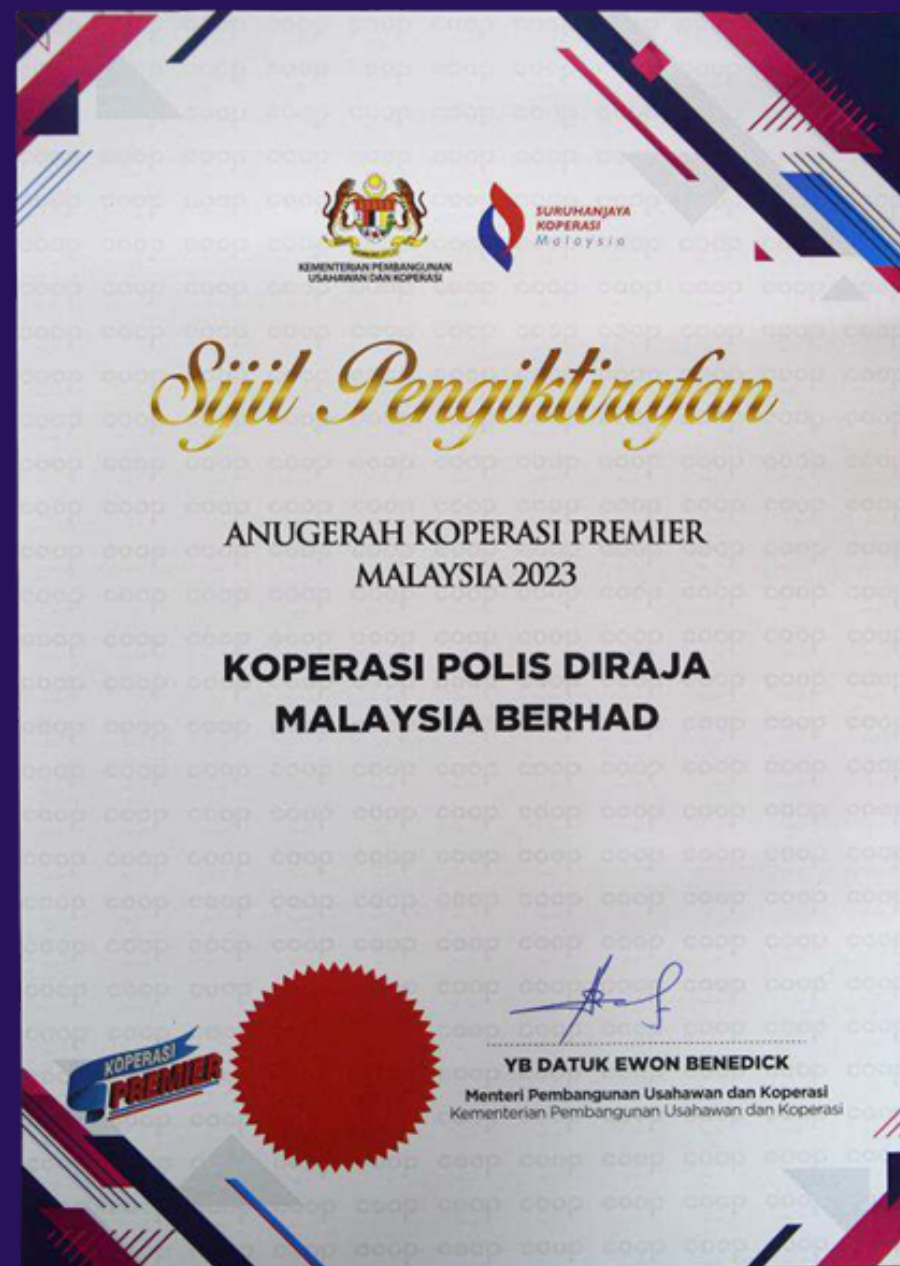 KEMENTERIAN PEMBANGUNAN
USAHAWAN DAN KOPERASI
SURUHANJAYA
KOPERASI
Malaysia
Sijil Pengiktirafan
ANUGERAH KOPERASI PREMIER
MALAYSIA 2023
KOPERASI POLIS DIRAJA
MALAYSIA BERHAD
KOPERASI
PREMIER
YB DATUK EWON BENEDICK
Menteri Pembangunan Usahawan dan Koperasi
Kementerian Pembangunan Usahawan dan Koperasi